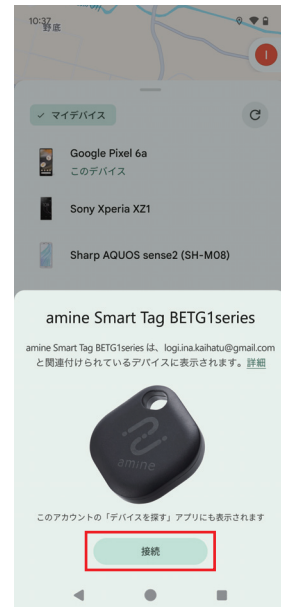 10:37
野底
I
マイデバイス
Google Pixel 6a
このデバイス
Sony Xperia XZ1
Sharp AQUOS sense2 (SH-M08)
amine Smart Tag BETG1series
amine Smart Tag BETG1series は、logi.ina.kaihatu@gmail.com
と関連付けられているデバイスに表示されます。詳細
amine
このアカウントの「デバイスを探す」アプリにも表示されます
接続